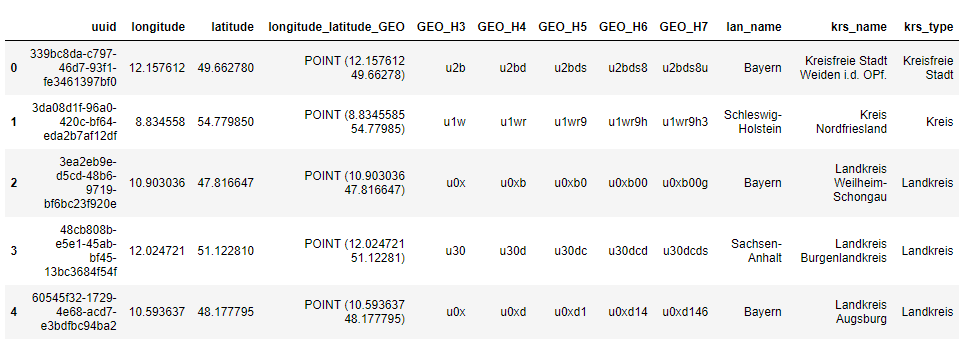 uuid longitude latitude longitude_latitude_GEO GEO_H3 GEO_H4 GEO_H5 GEO_H6 GEO_H7 lan_name krs_name krs_type
339bc8da-c797-
46d7-93f1-
fe3461397bf0
0 12.157612 49.662780
POINT (12.157612
49.66278)
u2b u2bd u2bds u2bds8 u2bds8u Bayern
Kreisfreie Stadt
Weiden i.d. OPf.
Kreisfreie
Stadt
3da08d1f-96a0-
420c-bf64-
eda2b7af12df
1 8.834558 54.779850
POINT (8.8345585
54.77985)
u1w u1wr u1wr9 u1wr9h u1wr9h3
Schleswig-
Holstein
Kreis
Nordfriesland
Kreis
3ea2eb9e-
d5cd-48b6-
9719-
bf6bc23f920e
2 10.903036 47.816647
POINT (10.903036
47.816647)
u0x u0xb u0xb0 u0xb00 u0xb00g Bayern
Landkreis
Weilheim-
Schongau
Landkreis
48cb808b-
e5e1-45ab-
bf45-
13bc3684f54f
3 12.024721 51.122810
POINT (12.024721
51.12281)
u30 u30d u30dc u30dcd u30dcds
Sachsen-
Anhalt
Landkreis
Burgenlandkreis
Landkreis
60545f32-1729-
4e68-acd7-
e3bdfbc94ba2
4 10.593637 48.177795
POINT (10.593637
48.177795)
u0x u0xd u0xd1 u0xd14 u0xd146 Bayern
Landkreis
Augsburg
Landkreis